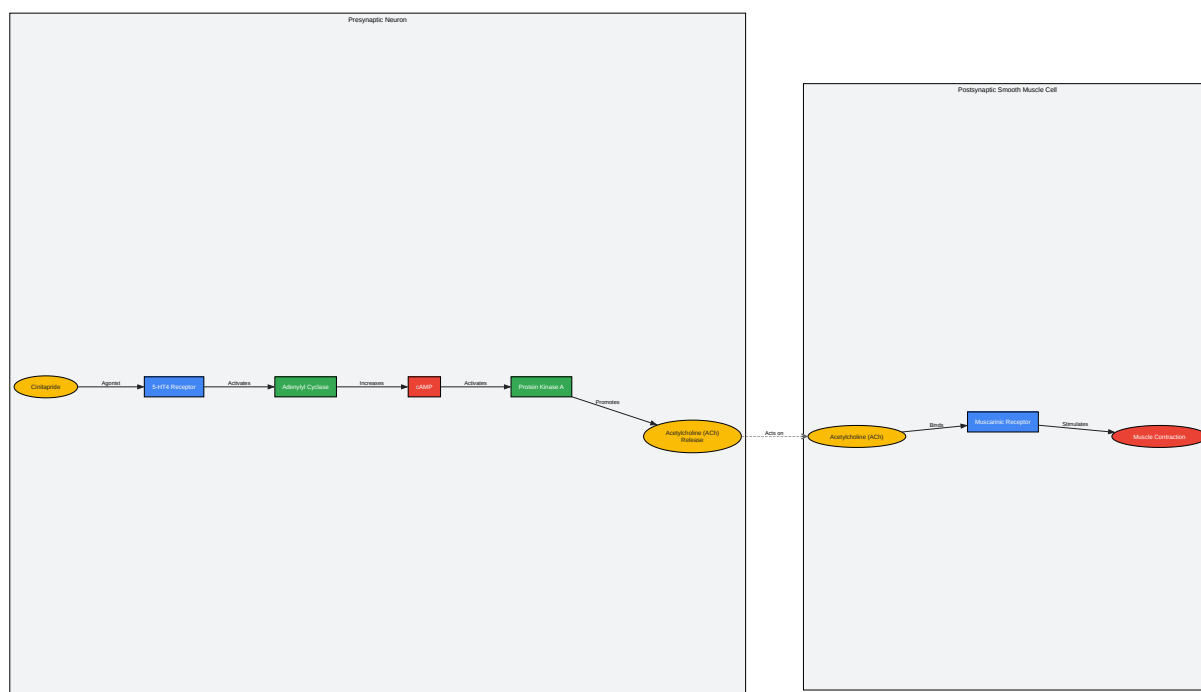 Presynaptic Neuron
Postsynaptic Smooth Muscle Cell
Cinitapride
Agonist
5-HT4 Receptor
Activates
Adenylyl Cyclase
Increases
cAMP
Activates
Protein Kinase A
Promotes
Acetylcholine (ACh)
Release
Acts on
Acetylcholine (ACh)
Binds
Muscarinic Receptor
Stimulates
Muscle Contraction